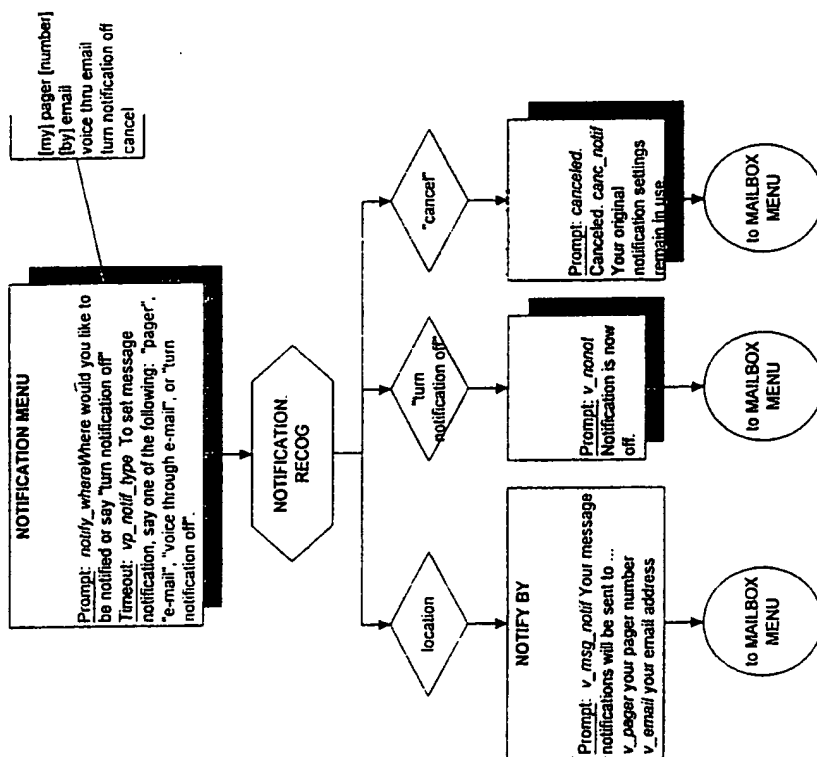 [my] pager [number]
[by] email
voice thru email
turn notification off
cancel
NOTIFICATION MENU
Prompt: notify_whereWhere would you like to
be notified or say "turn notification off"
Timeout: vp_notif_type To set message
notification, say one of the following: "pager",
"e-mail", "voice through e-mail", or "turn
notification off".
NOTIFICATION.
RECOG
location
"turn
notification off"
"cancel"
NOTIFY BY
Prompt: v_msg_notif Your message
notifications will be sent to ...
v_pager your pager number
v_email your email address
Prompt: v_nonot
Notification is now
off.
Prompt: canceled.
Canceled. canc_notif
Your original
notification settings
remain in use.
to MAILBOX
MENU
to MAILBOX
MENU
to MAILBOX
MENU